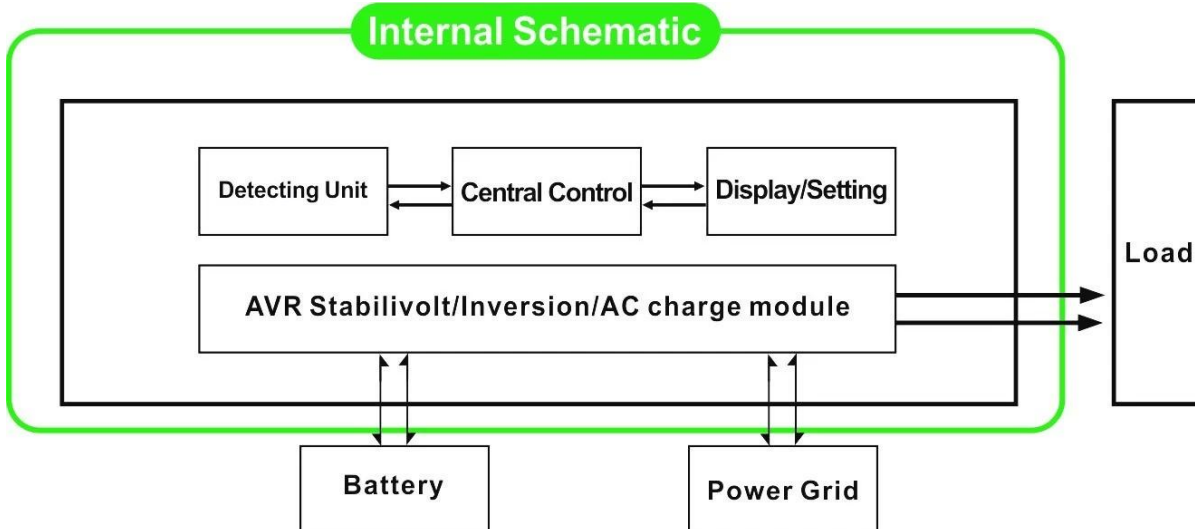 Internal Schematic
Detecting Unit
Central Control
Display/Setting
Load
AVR Stabilivolt/Inversion/AC charge module
Battery
Power Grid